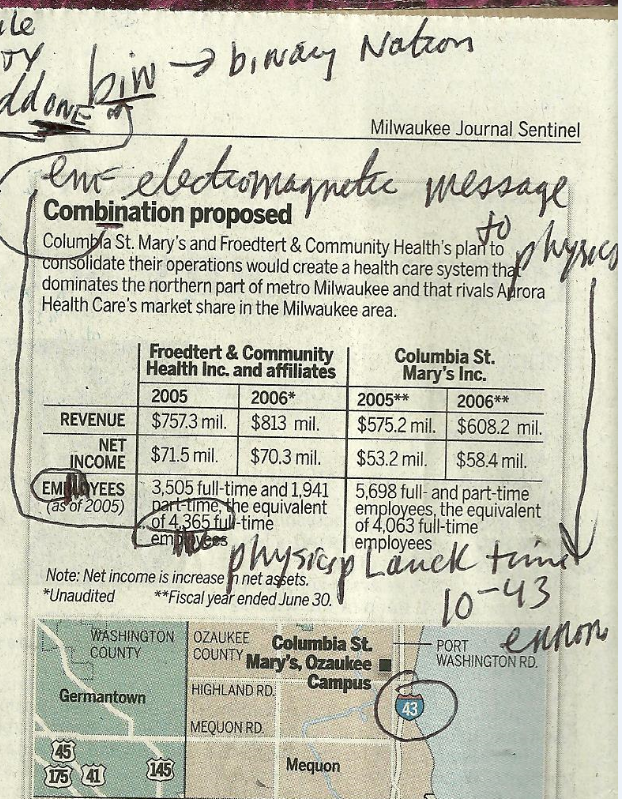 ile
bin → binary Nation
ddONE
Milwaukee Journal Sentinel
em electromagnetic message
to
physics
Combination proposed
Columbia St. Mary's and Froedtert & Community Health's plan to
consolidate their operations would create a health care system that
dominates the northern part of metro Milwaukee and that rivals Aurora
Health Care's market share in the Milwaukee area.
Froedtert & Community Health Inc. and affiliates
Columbia St. Mary's Inc.
2005 2006* 2005** 2006**
REVENUE $757.3 mil. $813 mil. $575.2 mil. $608.2 mil.
NET INCOME $71.5 mil. $70.3 mil. $53.2 mil. $58.4 mil.
EMPLOYEES (as of 2005)
3,505 full-time and 1,941
part-time, the equivalent
of 4,365 full-time
employees
5,698 full- and part-time
employees, the equivalent
of 4,063 full-time
employees
physics pLanck time
10-43
Note: Net income is increase in net assets.
*Unaudited **Fiscal year ended June 30.
WASHINGTON COUNTY
OZAUKEE COUNTY
Columbia St.
Mary's, Ozaukee
Campus
PORT WASHINGTON RD.
Germantown
HIGHLAND RD.
43
MEQUON RD.
45
175 41 145
Mequon